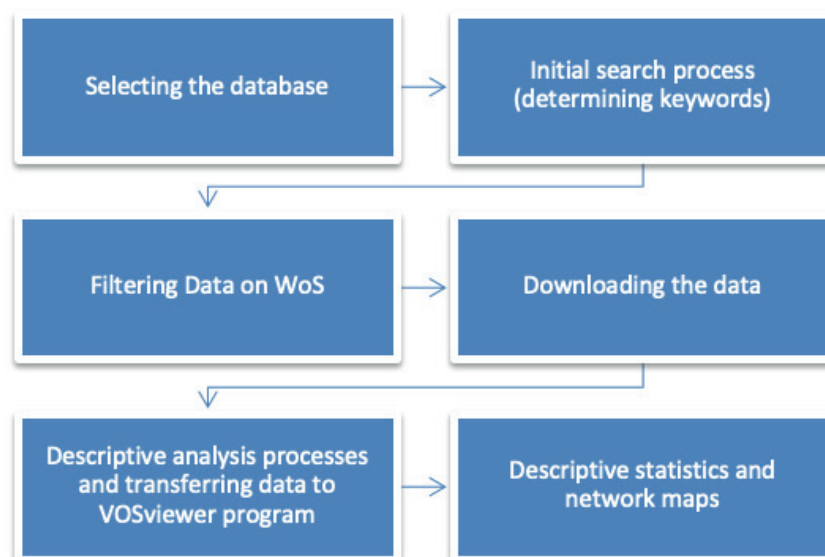 Selecting the database
Initial search process
(determining keywords)
Filtering Data on WoS
Downloading the data
Descriptive analysis processes
and transferring data to
VOSviewer program
Descriptive statistics and
network maps